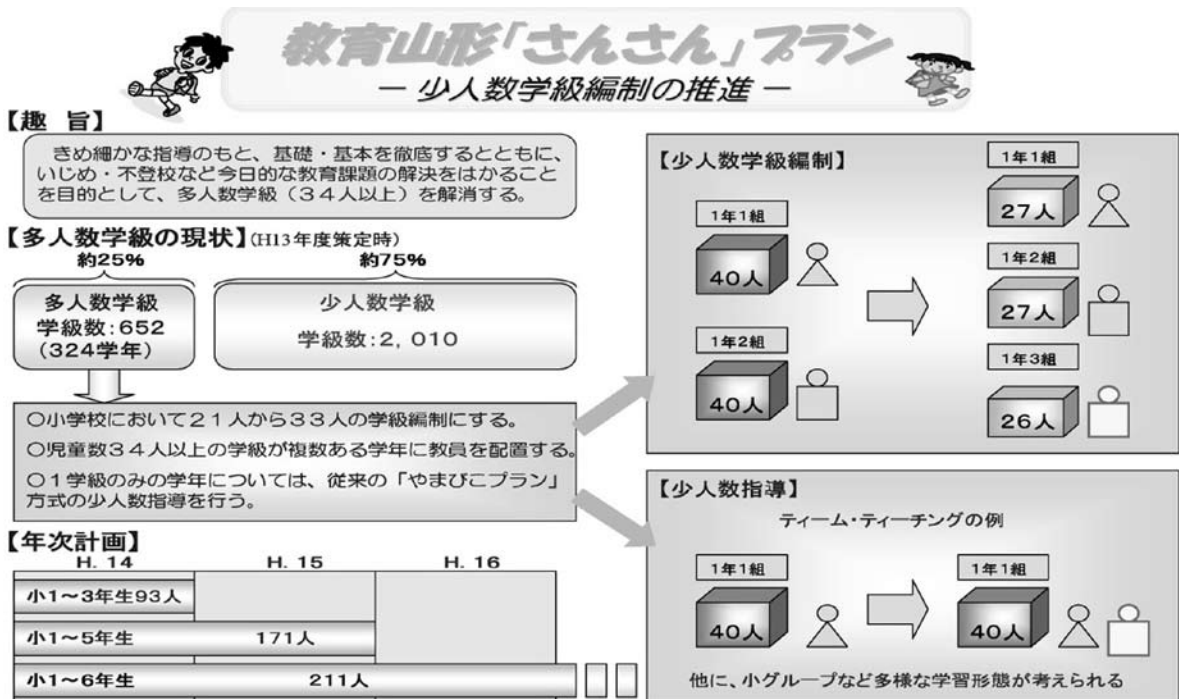 教育山形「さんさん」プラン
― 少人数学級編制の推進 ―
【趣 旨】
きめ細かな指導のもと、基礎・基本を徹底するとともに、
いじめ・不登校など今日的な教育課題の解決をはかること
を目的として、多人数学級(34人以上)を解消する。
【多人数学級の現状】(H13年度策定時)
約25%
約75%
多人数学級
学級数:652
(324学年)
少人数学級
学級数:2,010
○小学校において21人から33人の学級編制にする。
○児童数34人以上の学級が複数ある学年に教員を配置する。
○1学級のみの学年については、従来の「やまびこプラン」
方式の少人数指導を行う。
【年次計画】
H. 14
H. 15
H. 16
小1~3年生93人
小1~5年生 171人
小1~6年生 211人
【少人数学級編制】
1年1組
40人
1年2組
40人
1年1組
27人
1年2組
27人
1年3組
26人
【少人数指導】
ティーム・ティーチングの例
1年1組
40人
1年1組
40人
他に、小グループなど多様な学習形態が考えられる